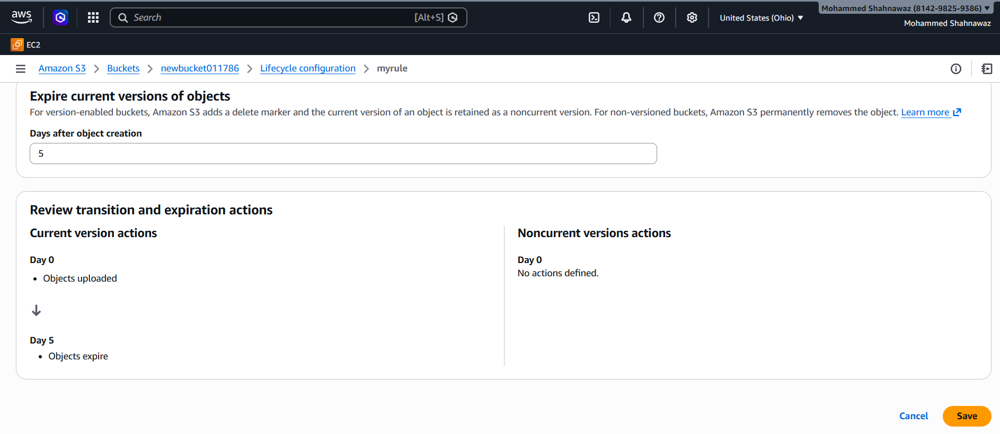 aws
Search
[Alt+S]
United States (Ohio)
Mohammed Shahnawaz (8142-9825-9386)
Mohammed Shahnawaz
EC2
Amazon S3
Buckets
newbucket011786
Lifecycle configuration
myrule
Expire current versions of objects
For version-enabled buckets, Amazon S3 adds a delete marker and the current version of an object is retained as a noncurrent version. For non-versioned buckets, Amazon S3 permanently removes the object. Learn more
Days after object creation
5
Review transition and expiration actions
Current version actions
Day 0
Objects uploaded
Day 5
Objects expire
Noncurrent versions actions
Day 0
No actions defined.
Cancel
Save